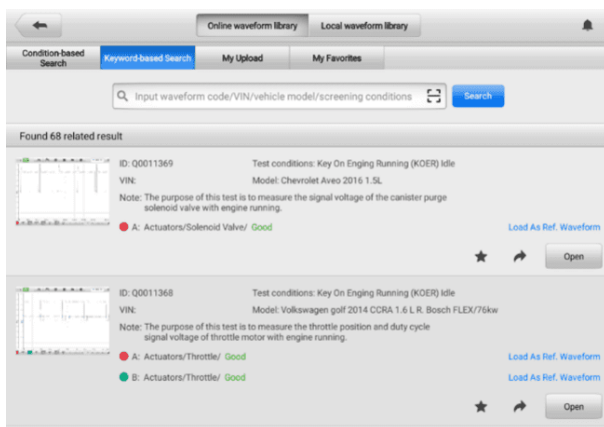 Online waveform library
Local waveform library
Condition-based
Search
Keyword-based Search
My Upload
My Favorites
Input waveform code/VIN/vehicle model/screening conditions
Search
Found 68 related result
ID: Q0011369
Test conditions: Key On Enging Running (KOER) Idle
VIN:
Model: Chevrolet Aveo 2016 1.5L
Note: The purpose of this test is to measure the signal voltage of the canister purge
solenoid valve with engine running.
A: Actuators/Solenoid Valve/ Good
Load As Ref. Waveform
Open
ID: Q0011368
Test conditions: Key On Enging Running (KOER) Idle
VIN:
Model: Volkswagen golf 2014 CCRA 1.6 L R. Bosch FLEX/76kw
Note: The purpose of this test is to measure the throttle position and duty cycle
signal voltage of throttle motor with engine running.
A: Actuators/Throttle/ Good
Load As Ref. Waveform
B: Actuators/Throttle/ Good
Load As Ref. Waveform
Open